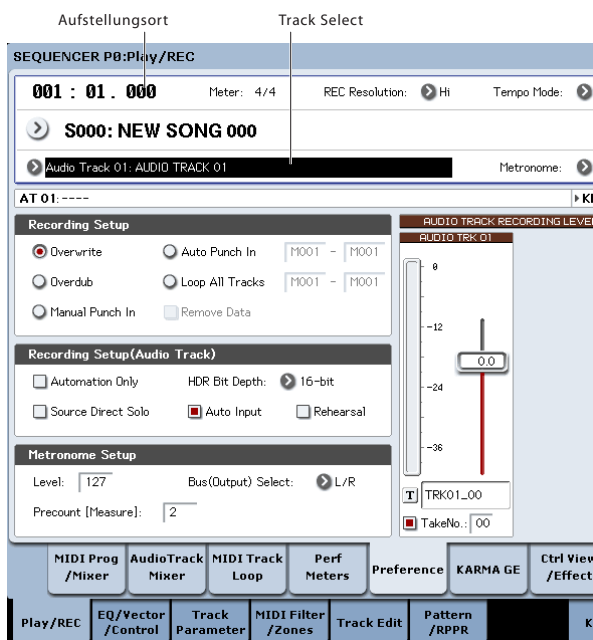 Aufstellungsort Track Select
SEQUENCER P0:Play/REC
001 : 01. 000 Meter: 4/4 REC Resolution: Hi Tempo Mode:
S000: NEW SONG 000
Audio Track 01: AUDIO TRACK 01 Metronome:
AT 01:----
Recording Setup
Overwrite Auto Punch In M001 - M001
Overdub Loop All Tracks M001 - M001
Manual Punch In Remove Data
Recording Setup(Audio Track)
Automation Only HDR Bit Depth: 16-bit
Source Direct Solo Auto Input Rehearsal
Metronome Setup
Level: 127 Bus(Output) Select: L/R
Precount [Measure]: 2
AUDIO TRACK RECORDING LEVE
AUDIO TRK 01
0
-12
0.0
-24
-36
T TRK01_00
TakeNo.: 00
MIDI Prog /Mixer
AudioTrack Mixer
MIDI Track Loop
Perf Meters
Preference
KARMA GE
Ctrl View /Effect
Play/REC
EQ/Vector /Control
Track Parameter
MIDI Filter /Zones
Track Edit
Pattern /RPPR
K